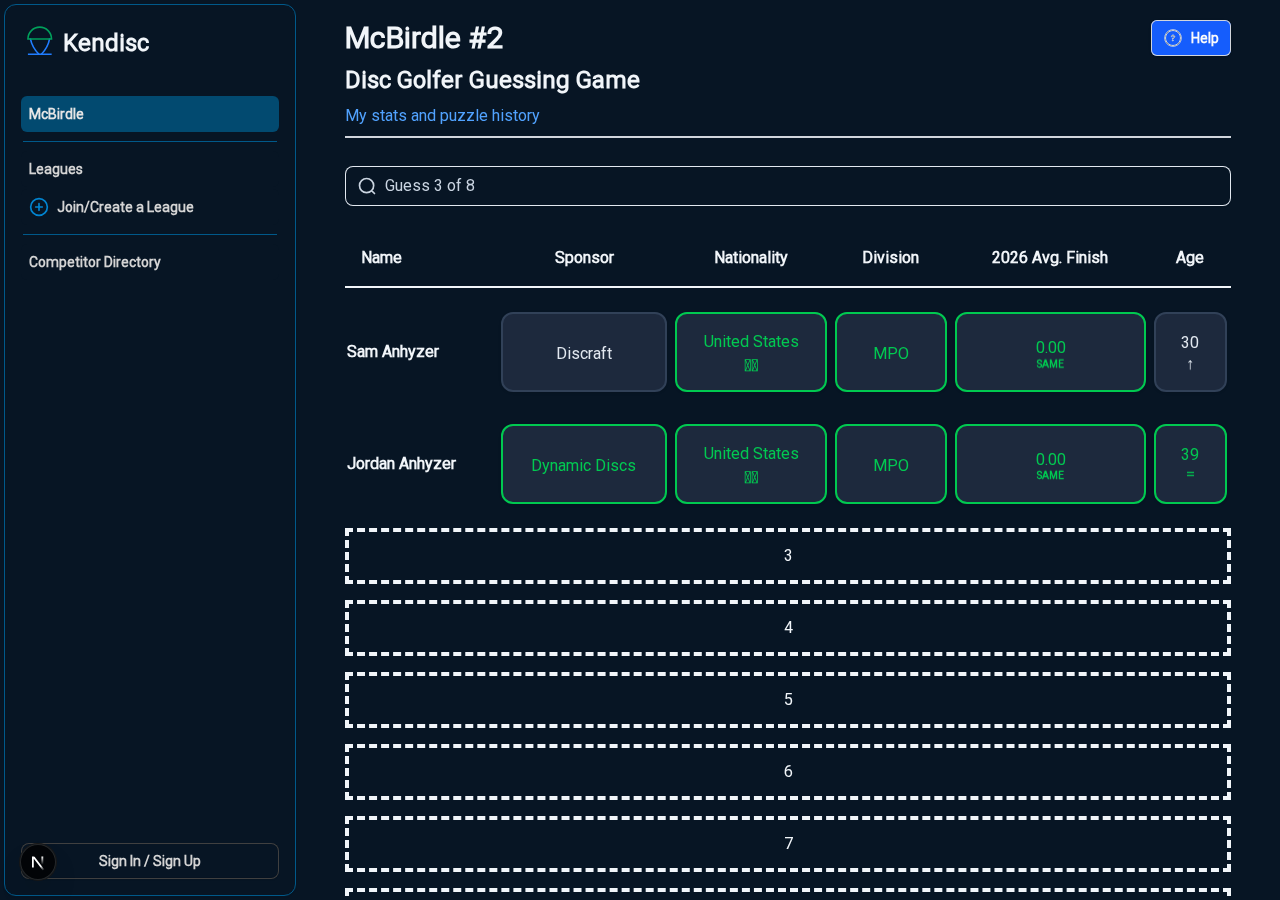 Kendisc
McBirdle
Leagues
Join/Create a League
Competitor Directory
Sign In / Sign Up
McBirdle #2
Help
Disc Golfer Guessing Game
My stats and puzzle history
Guess 3 of 8
Name Sponsor Nationality Division 2026 Avg. Finish Age
Sam Anhyzer Discraft United States MPO 0.00 SAME 30 ↑
Jordan Anhyzer Dynamic Discs United States MPO 0.00 SAME 39 =
3
4
5
6
7